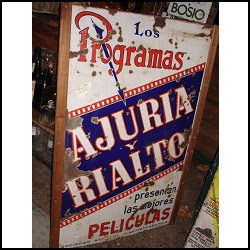 BOSIO
Los
Programas
AJURIA
Y
RIALTO
presentan
las mejores
PELICULAS